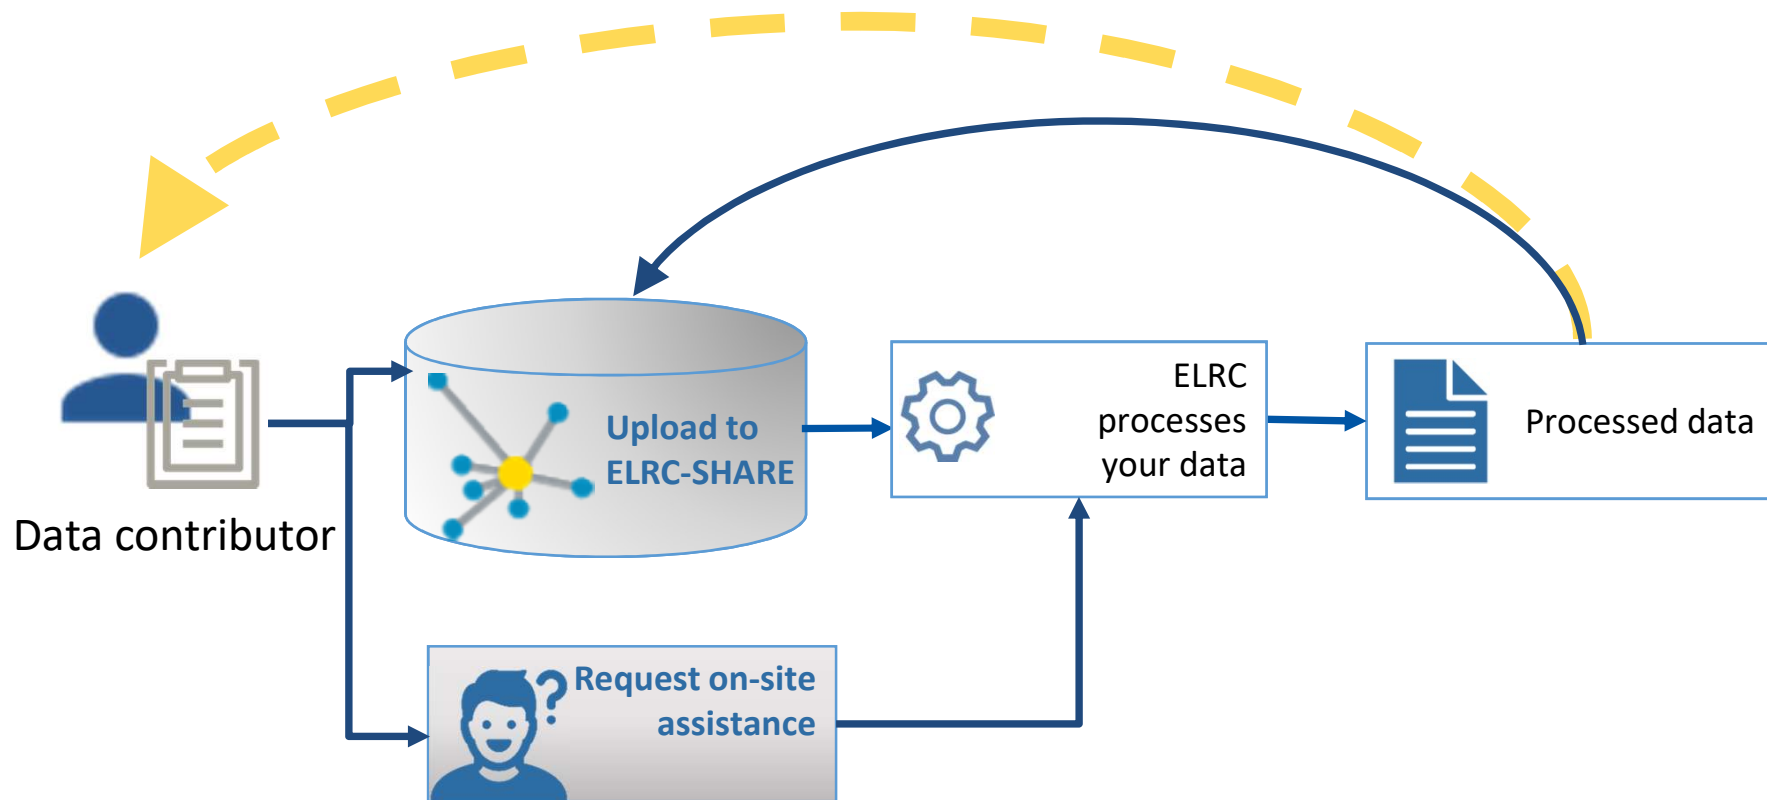 Data contributor
Upload to
ELRC-SHARE
ELRC
processes
your data
Processed data
Request on-site
assistance